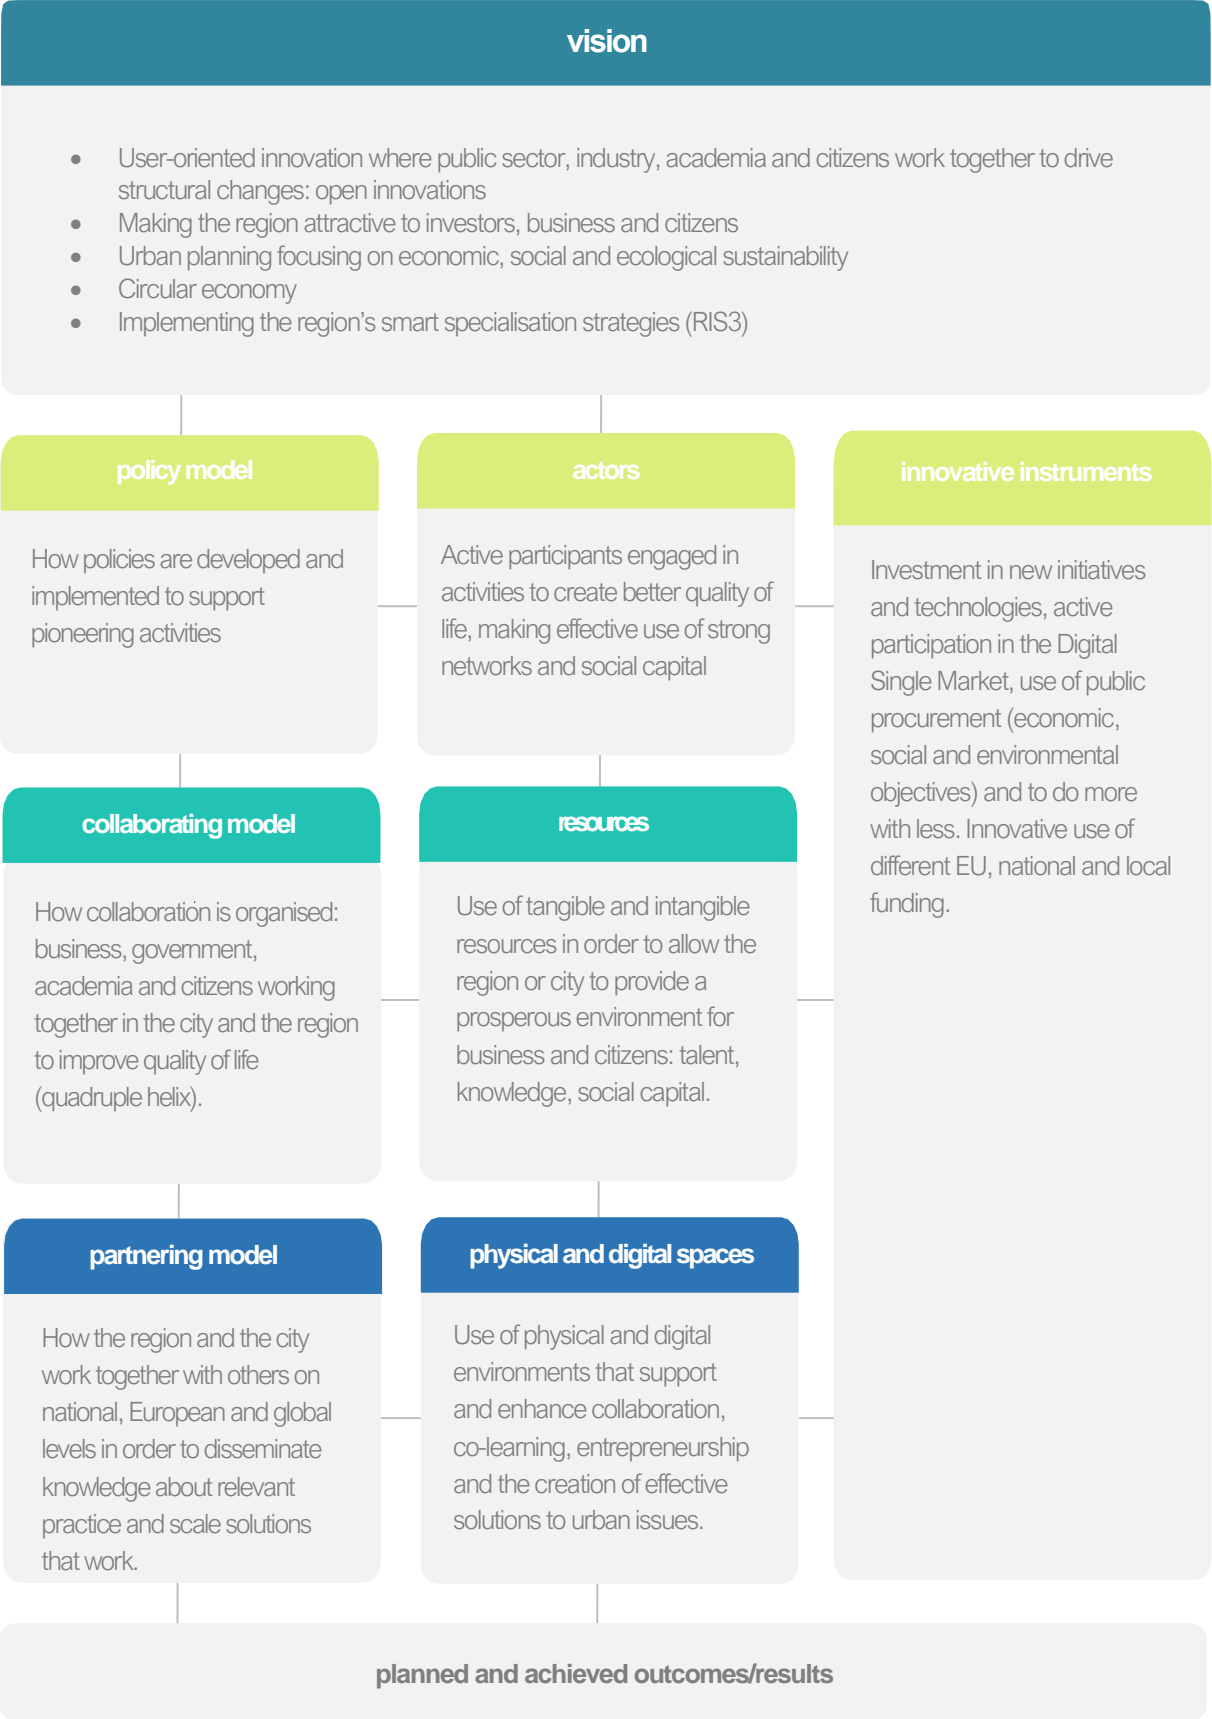 vision
• User-oriented innovation where public sector, industry, academia and citizens work together to drive
structural changes: open innovations
• Making the region attractive to investors, business and citizens
• Urban planning focusing on economic, social and ecological sustainability
• Circular economy
• Implementing the region’s smart specialisation strategies (RIS3)
policy model
How policies are developed and
implemented to support
pioneering activities
actors
Active participants engaged in
activities to create better quality of
life, making effective use of strong
networks and social capital
innovative instruments
Investment in new initiatives
and technologies, active
participation in the Digital
Single Market, use of public
procurement (economic,
social and environmental
objectives) and to do more
with less. Innovative use of
different EU, national and local
funding.
collaborating model
How collaboration is organised:
business, government,
academia and citizens working
together in the city and the region
to improve quality of life
(quadruple helix).
resources
Use of tangible and intangible
resources in order to allow the
region or city to provide a
prosperous environment for
business and citizens: talent,
knowledge, social capital.
partnering model
How the region and the city
work together with others on
national, European and global
levels in order to disseminate
knowledge about relevant
practice and scale solutions
that work.
physical and digital spaces
Use of physical and digital
environments that support
and enhance collaboration,
co-learning, entrepreneurship
and the creation of effective
solutions to urban issues.
planned and achieved outcomes/results